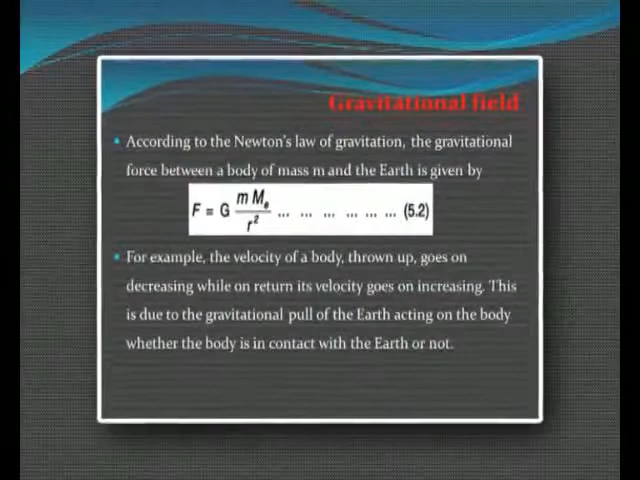 Gravitational field
• According to the Newton's law of gravitation, the gravitational
force between a body of mass m and the Earth is given by
F = G m Mₑ / r² ... ... ... ... ... ... (5.2)
• For example, the velocity of a body, thrown up, goes on
decreasing while on return its velocity goes on increasing. This
is due to the gravitational pull of the Earth acting on the body
whether the body is in contact with the Earth or not.